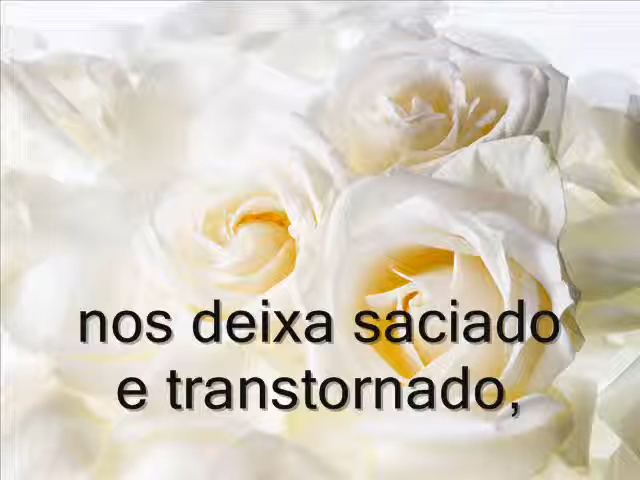 nos deixa saciado
e transtornado,